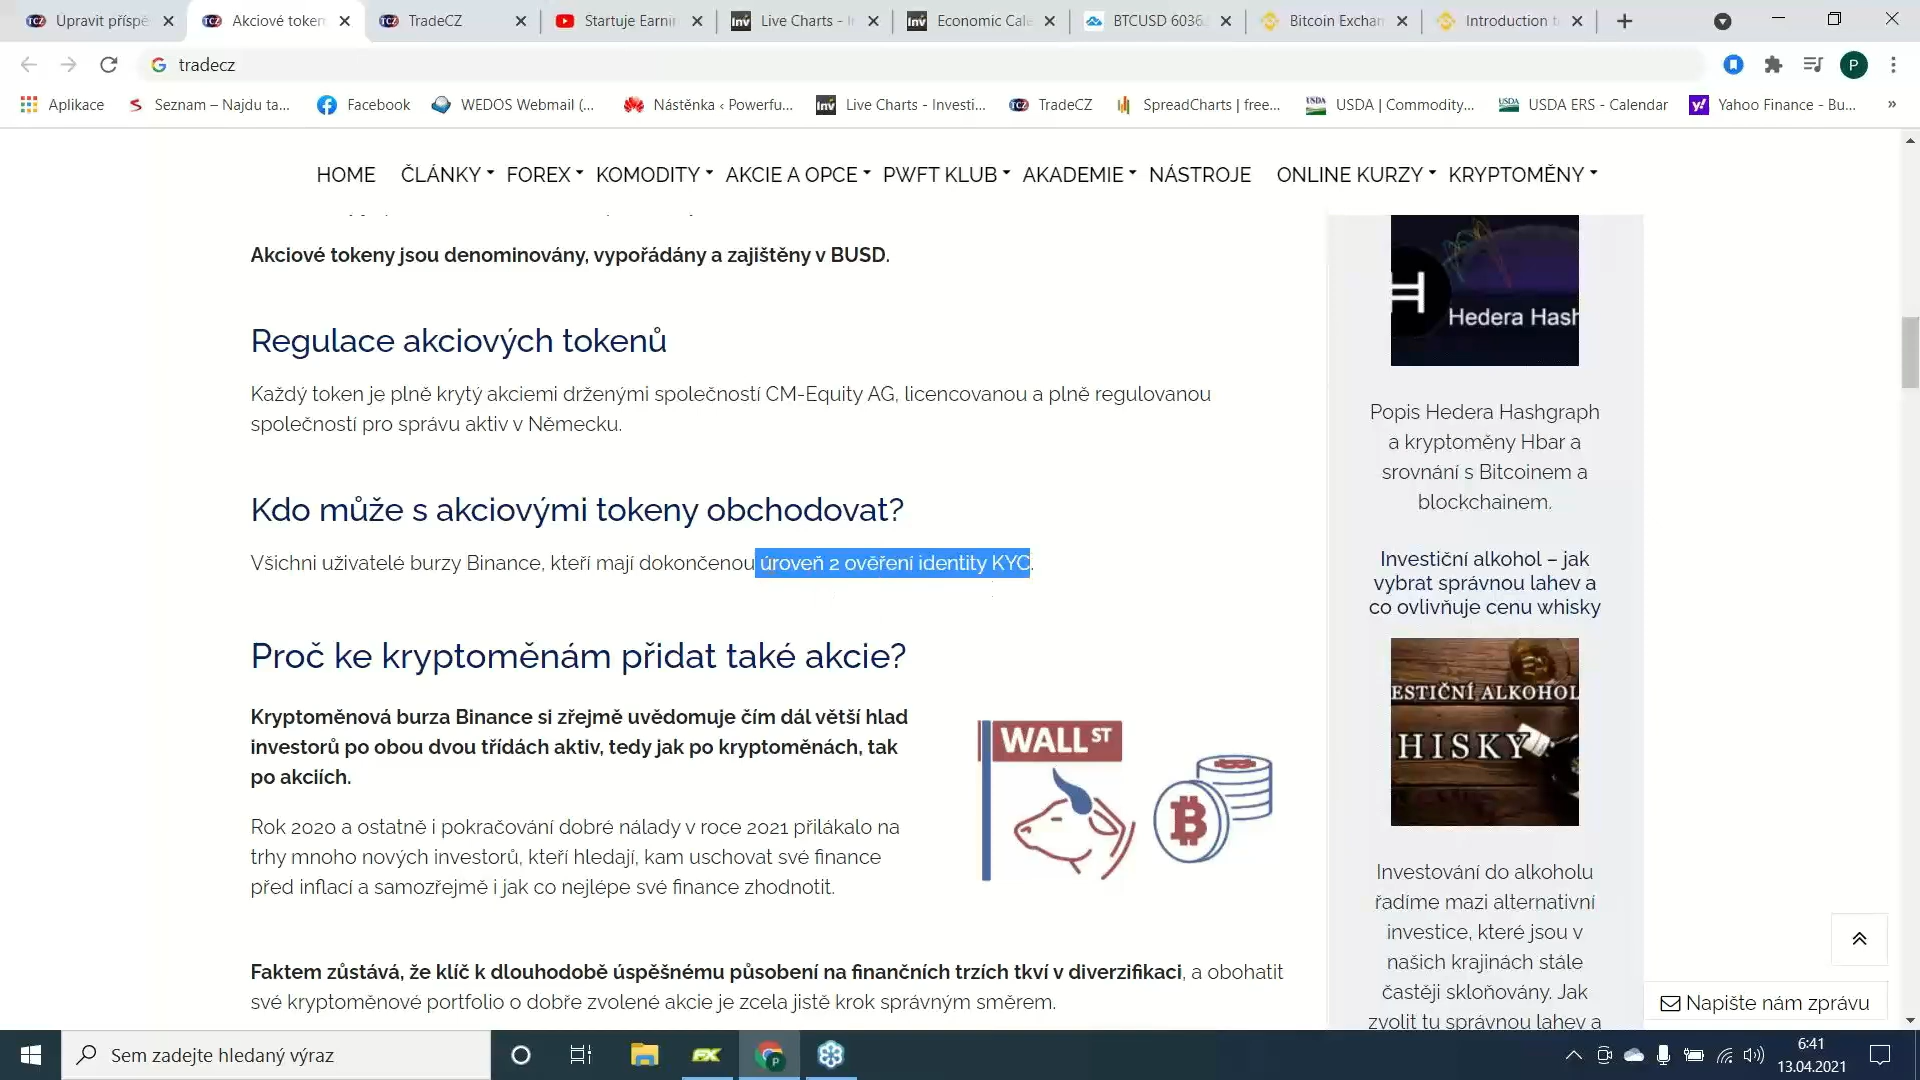 Upravit příspě
Akciové token
TradeCZ
Startuje Earni
Live Charts - I
Economic Cale
BTCUSD 6036
Bitcoin Exchan
Introduction t
tradecz
P
Aplikace
Seznam – Najdu ta...
Facebook
WEDOS Webmail (...
Nástěnka ‹ Powerfu...
Live Charts - Investi...
TradeCZ
SpreadCharts | free...
USDA | Commodity...
USDA ERS - Calendar
Yahoo Finance - Bu...
»
HOME
ČLÁNKY
FOREX
KOMODITY
AKCIE A OPCE
PWFT KLUB
AKADEMIE
NÁSTROJE
ONLINE KURZY
KRYPTOMĚNY
Akciové tokeny jsou denominovány, vypořádány a zajištěny v BUSD.
Regulace akciových tokenů
Každý token je plně krytý akciemi drženými společností CM-Equity AG, licencovanou a plně regulovanou
společností pro správu aktiv v Německu.
Kdo může s akciovými tokeny obchodovat?
Všichni uživatelé burzy Binance, kteří mají dokončenou úroveň 2 ověření identity KYC.
Proč ke kryptoměnám přidat také akcie?
Kryptoměnová burza Binance si zřejmě uvědomuje čím dál větší hlad
investorů po obou dvou třídách aktiv, tedy jak po kryptoměnách, tak
po akciích.
WALL ST
Rok 2020 a ostatně i pokračování dobré nálady v roce 2021 přilákalo na
trhy mnoho nových investorů, kteří hledají, kam uschovat své finance
před inflací a samozřejmě i jak co nejlépe své finance zhodnotit.
Faktem zůstává, že klíč k dlouhodobě úspěšnému působení na finančních trzích tkví v diverzifikaci, a obohatit
své kryptoměnové portfolio o dobře zvolené akcie je zcela jistě krok správným směrem.
Hedera Hash
Popis Hedera Hashgraph
a kryptoměny Hbar a
srovnání s Bitcoinem a
blockchainem.
Investiční alkohol – jak
vybrat správnou lahev a
co ovlivňuje cenu whisky
ESTIČNÍ ALKOHOL
HISKY
Investování do alkoholu
řadíme mazi alternativní
investice, které jsou v
našich krajinách stále
častěji skloňovány. Jak
zvolit tu správnou lahev a
Napište nám zprávu
Sem zadejte hledaný výraz
6:41
13.04.2021